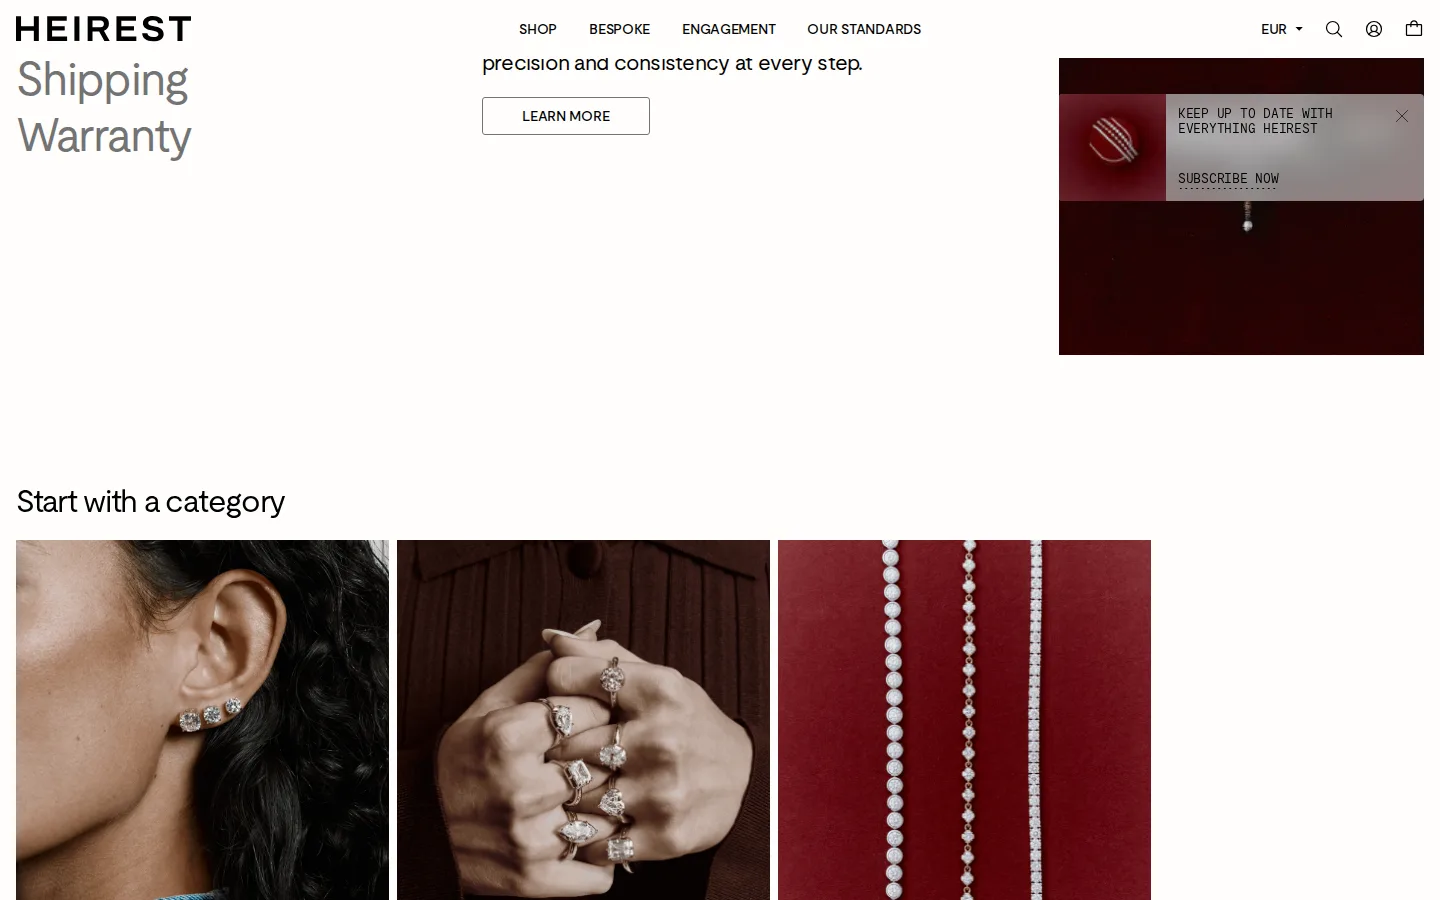 HEIREST
SHOP
BESPOKE
ENGAGEMENT
OUR STANDARDS
EUR
Shipping
Warranty
precision and consistency at every step.
LEARN MORE
KEEP UP TO DATE WITH
EVERYTHING HEIREST
SUBSCRIBE NOW
Start with a category